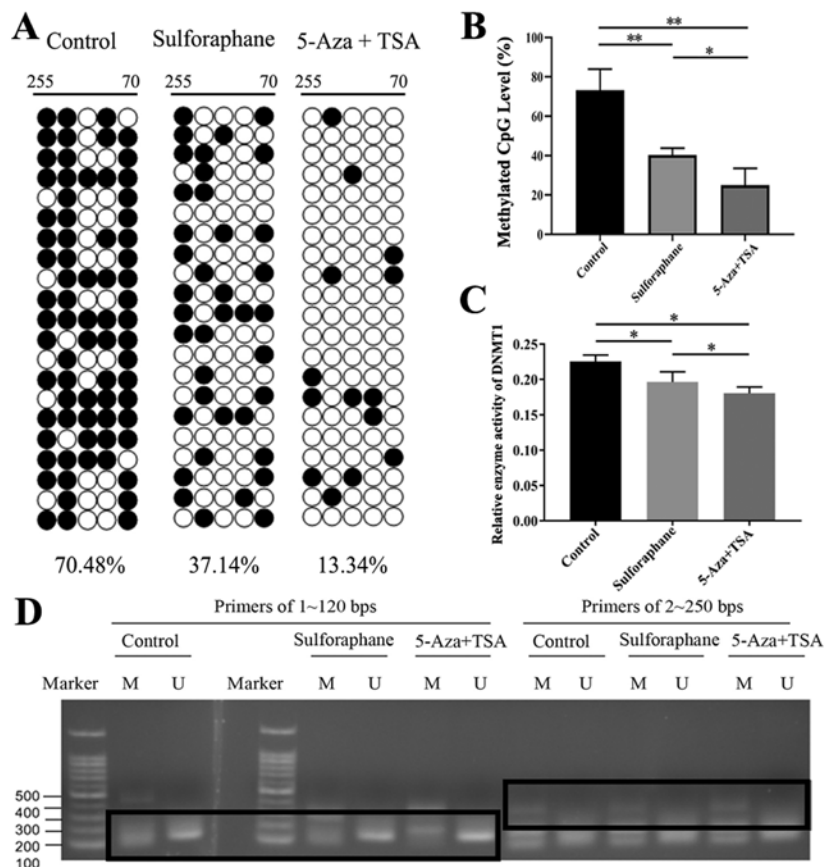 A
Control Sulforaphane 5-Aza + TSA
255 70 255 70 255 70
70.48% 37.14% 13.34%
B
Methylated CpG Level (%)
100
80
60
40
20
0
** ** *
Control Sulforaphane 5-Aza+TSA
C
Relative enzyme activity of DNMT1
0.25
0.20
0.15
0.10
0.05
0.00
* * *
Control Sulforaphane 5-Aza+TSA
D
Primers of 1~120 bps Primers of 2~250 bps
Control Sulforaphane 5-Aza+TSA Control Sulforaphane 5-Aza+TSA
Marker M U Marker M U M U M U M U M U
500
400
300
200
100